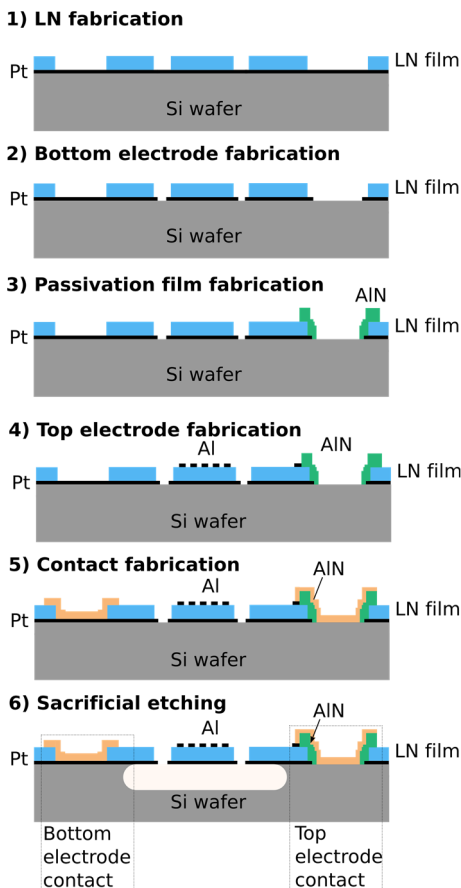 1) LN fabrication
LN film
Pt
Si wafer
2) Bottom electrode fabrication
LN film
Pt
Si wafer
3) Passivation film fabrication
AlN
LN film
Pt
Si wafer
4) Top electrode fabrication
Al
AlN
LN film
Pt
Si wafer
5) Contact fabrication
AlN
Al
LN film
Pt
Si wafer
6) Sacrificial etching
AlN
Al
LN film
Pt
Si wafer
Bottom
electrode
contact
Top
electrode
contact